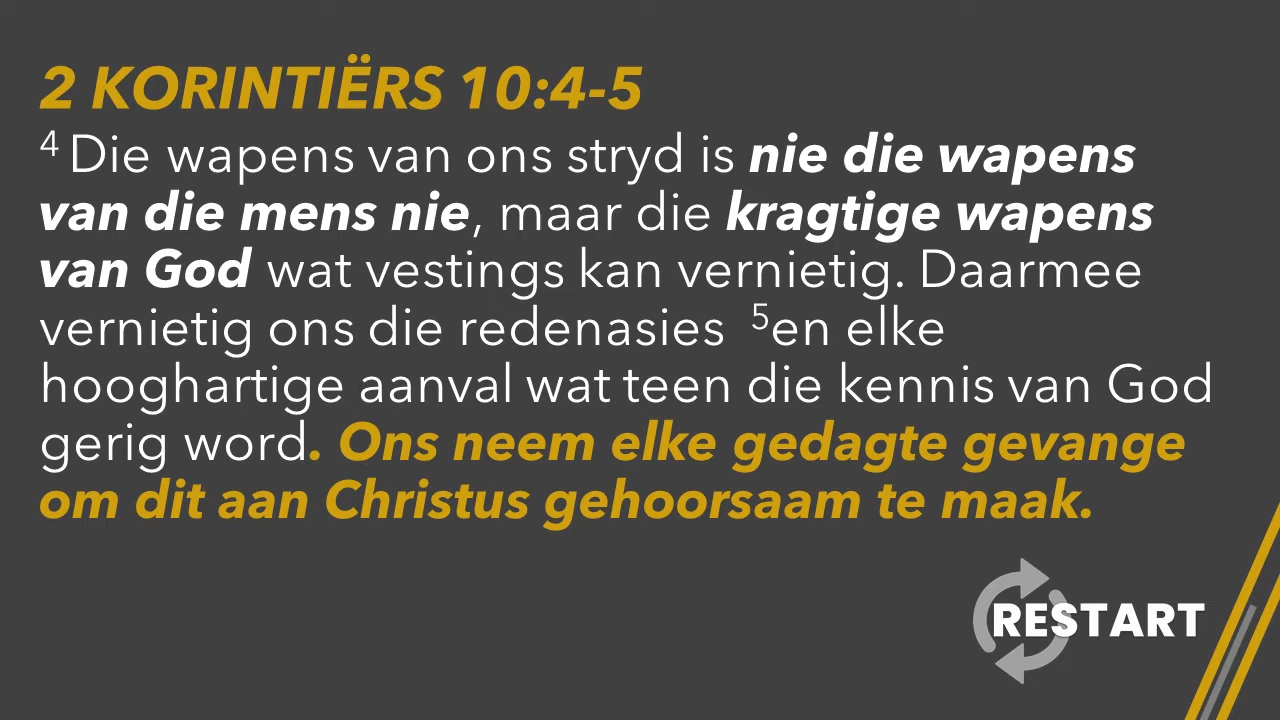 2 KORINTIËRS 10:4-5
4 Die wapens van ons stryd is nie die wapens
van die mens nie, maar die kragtige wapens
van God wat vestings kan vernietig. Daarmee
vernietig ons die redenasies 5en elke
hooghartige aanval wat teen die kennis van God
gerig word. Ons neem elke gedagte gevange
om dit aan Christus gehoorsaam te maak.
RESTART